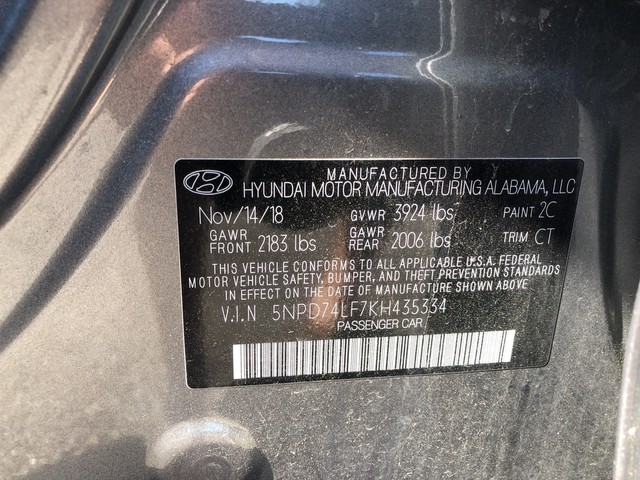 MANUFACTURED BY
HYUNDAI MOTOR MANUFACTURING ALABAMA, LLC
Nov/14/18 GVWR 3924 lbs PAINT 2C
GAWR FRONT 2183 lbs GAWR REAR 2006 lbs TRIM CT
THIS VEHICLE CONFORMS TO ALL APPLICABLE U.S.A. FEDERAL
MOTOR VEHICLE SAFETY, BUMPER, AND THEFT PREVENTION STANDARDS
IN EFFECT ON THE DATE OF MANUFACTURE SHOWN ABOVE
V.I.N 5NPD74LF7KH435334
PASSENGER CAR